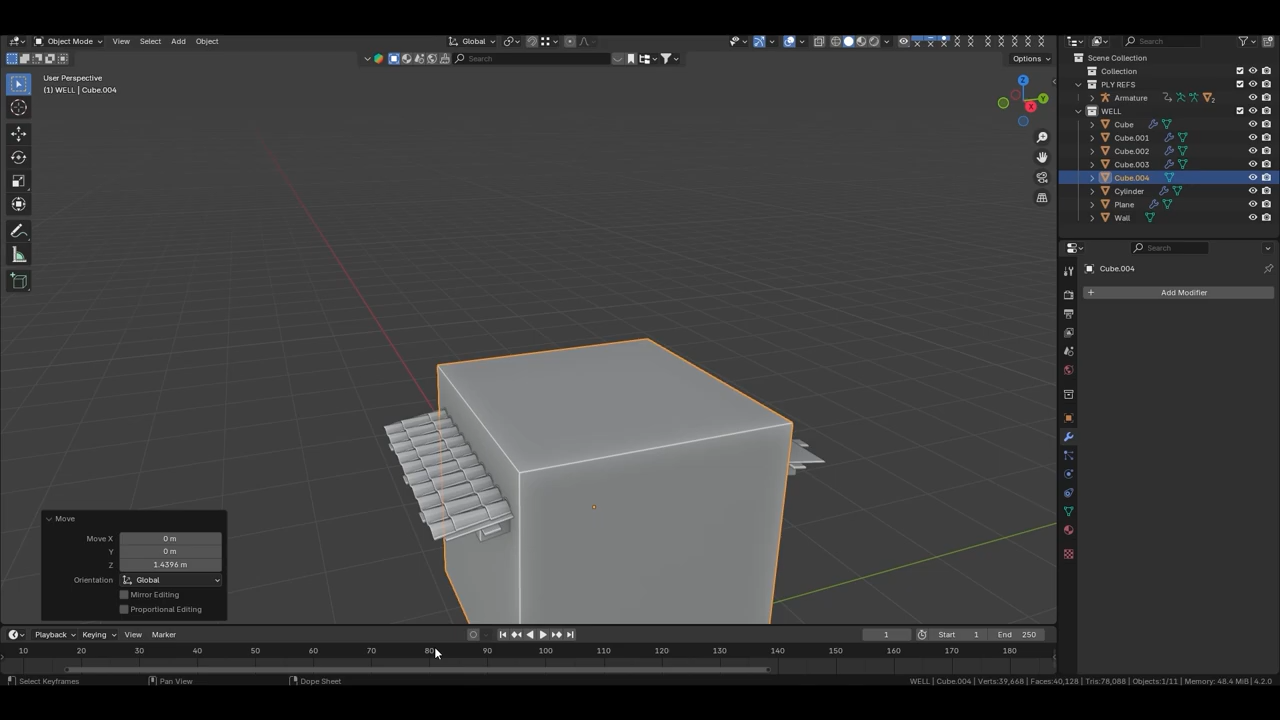 Object Mode View Select Add Object Global Search
Options
User Perspective
(1) WELL | Cube.004
Z
Y
X
Search
Scene Collection
Collection
PLY REFS
Armature 2
WELL
Cube
Cube.001
Cube.002
Cube.003
Cube.004
Cylinder
Plane
Wall
Search
Cube.004
+ Add Modifier
Move
Move X 0 m
Y 0 m
Z 1.4396 m
Orientation Global
Mirror Editing
Proportional Editing
Playback Keying View Marker 1 Start 1 End 250
10 20 30 40 50 60 70 80 90 100 110 120 130 140 150 160 170 180
Select Keyframes Pan View Dope Sheet WELL | Cube.004 | Verts:39,668 | Faces:40,128 | Tris:78,088 | Objects:1/11 | Memory: 48.4 MiB | 4.2.0